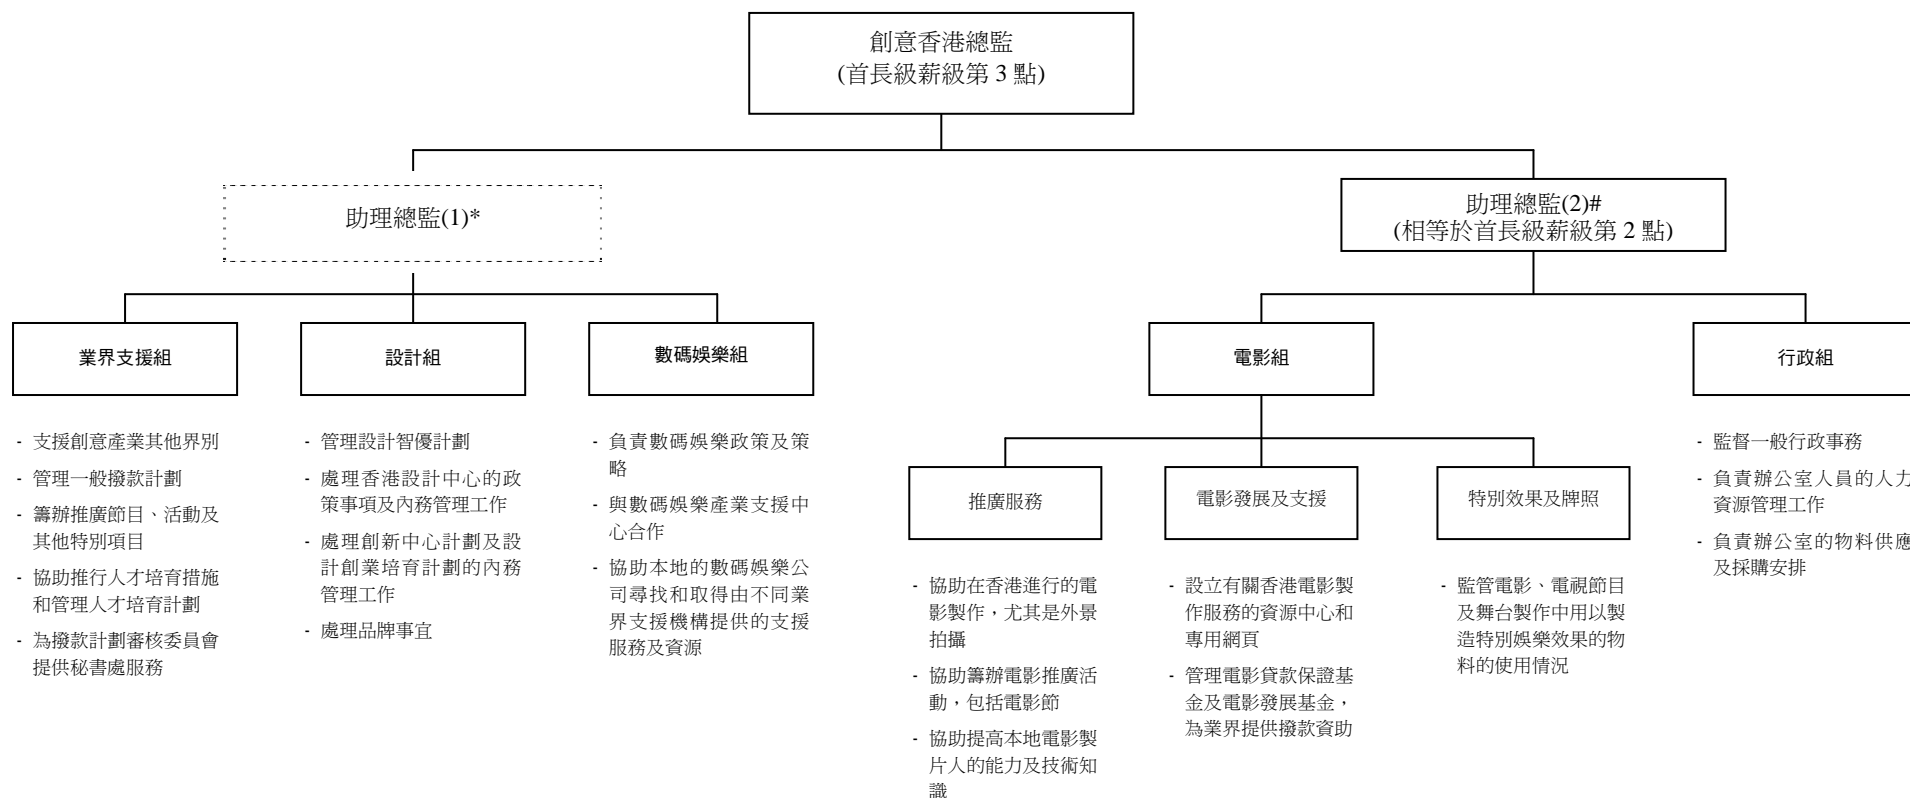 創意香港總監
(首長級薪級第 3 點)
助理總監(1)*
助理總監(2)#
(相等於首長級薪級第 2 點)
業界支援組
設計組
數碼娛樂組
電影組
行政組
- 支援創意產業其他界別
- 管理一般撥款計劃
- 籌辦推廣節目、活動及
其他特別項目
- 協助推行人才培育措施
和管理人才培育計劃
- 為撥款計劃審核委員會
提供秘書處服務
- 管理設計智優計劃
- 處理香港設計中心的政
策事項及內務管理工作
- 處理創新中心計劃及設
計創業培育計劃的內務
管理工作
- 處理品牌事宜
- 負責數碼娛樂政策及策
略
- 與數碼娛樂產業支援中
心合作
- 協助本地的數碼娛樂公
司尋找和取得由不同業
界支援機構提供的支援
服務及資源
推廣服務
電影發展及支援
特別效果及牌照
- 協助在香港進行的電
影製作，尤其是外景
拍攝
- 協助籌辦電影推廣活
動，包括電影節
- 協助提高本地電影製
片人的能力及技術知
識
- 設立有關香港電影製
作服務的資源中心和
專用網頁
- 管理電影貸款保證基
金及電影發展基金，
為業界提供撥款資助
- 監管電影、電視節目
及舞台製作中用以製
造特別娛樂效果的物
料的使用情況
- 監督一般行政事務
- 負責辦公室人員的人力
資源管理工作
- 負責辦公室的物料供應
及採購安排